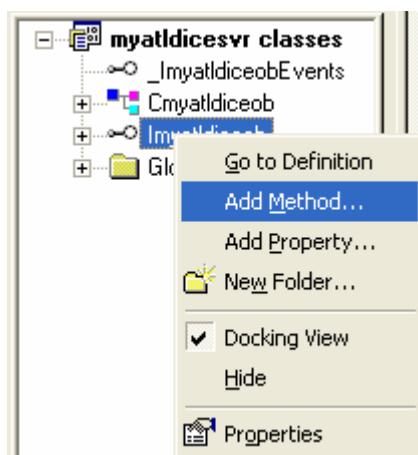 myatldicesvr classes
_ImyatldiceobEvents
Cmyatldiceob
Imyatldiceob
Glo
Go to Definition
Add Method...
Add Property...
New Folder...
Docking View
Hide
Properties